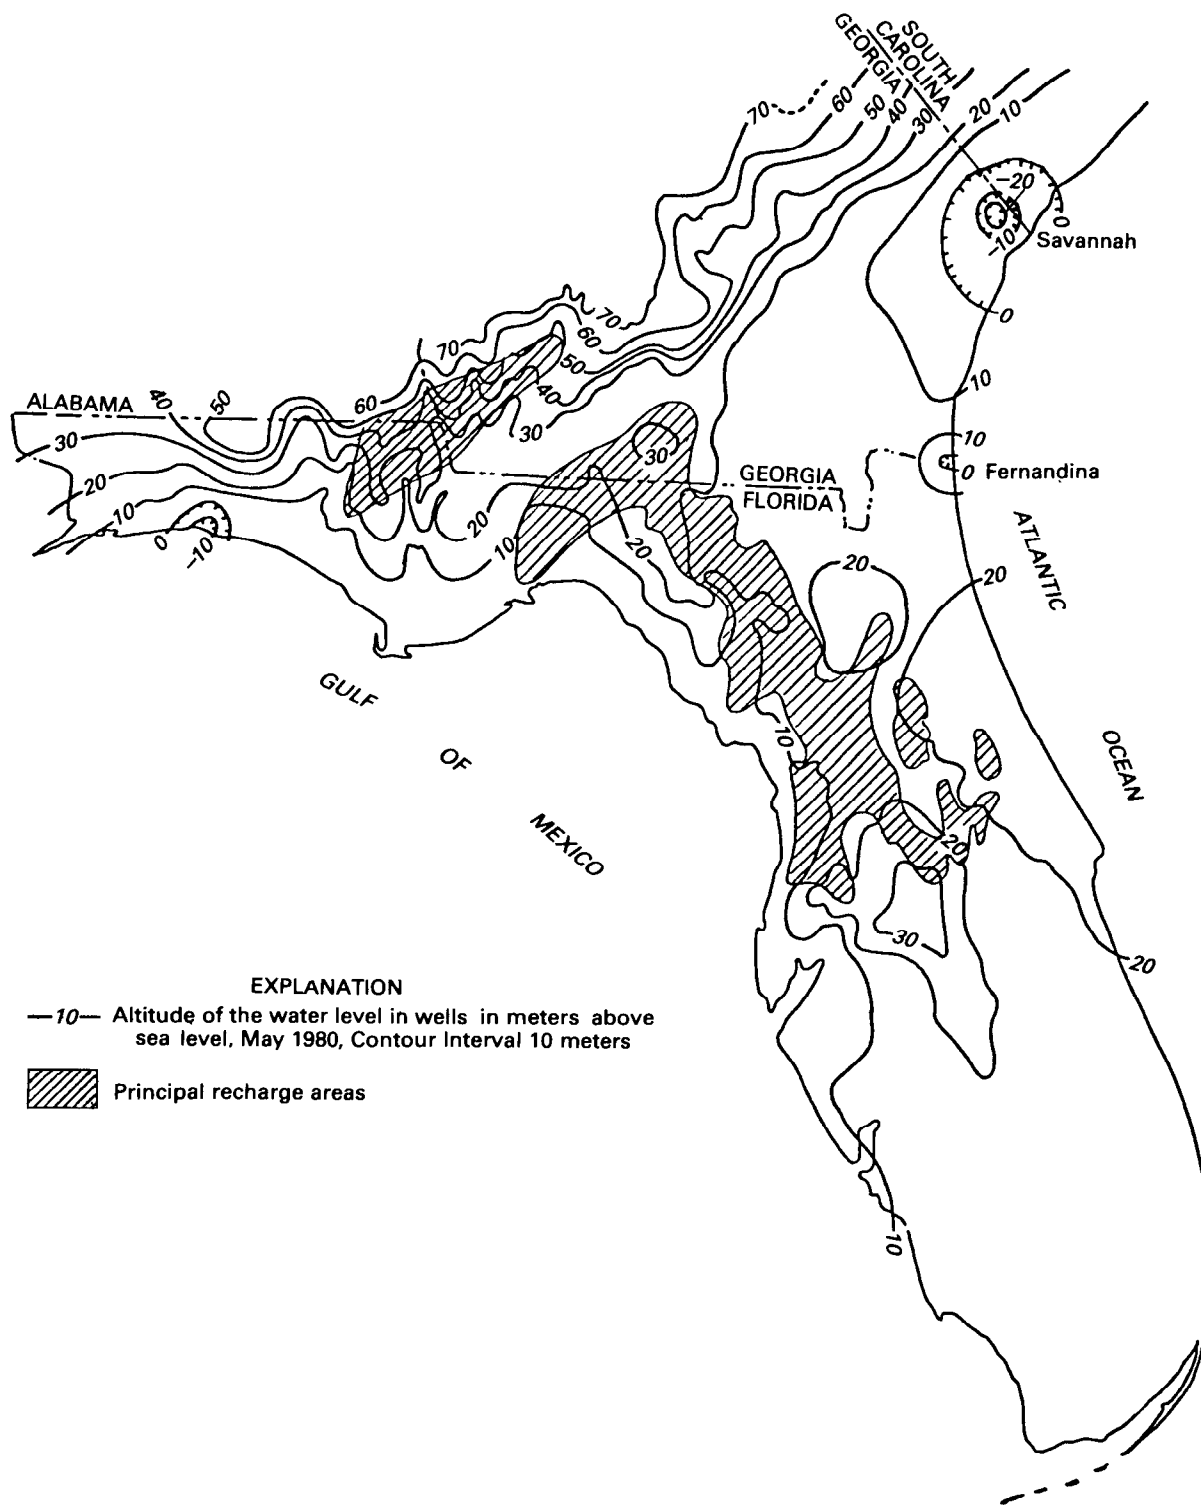 SOUTH
CAROLINA
GEORGIA
70
60
50
40
30
20
10
-20
-10
0
Savannah
0
70
60
70
50
40
30
10
ALABAMA
40
50
60
30
20
10
0
-10
20
10
30
20
GEORGIA
FLORIDA
10
0 Fernandina
ATLANTIC
OCEAN
20
20
10
20
30
20
10
GULF
OF
MEXICO
EXPLANATION
—10— Altitude of the water level in wells in meters above
sea level, May 1980, Contour Interval 10 meters
Principal recharge areas